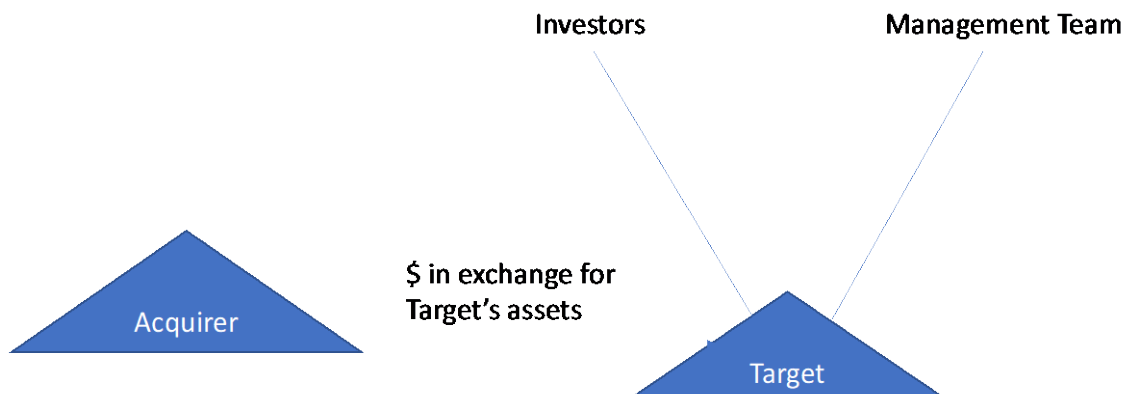 Investors
Management Team
$ in exchange for
Target's assets
Acquirer
Target